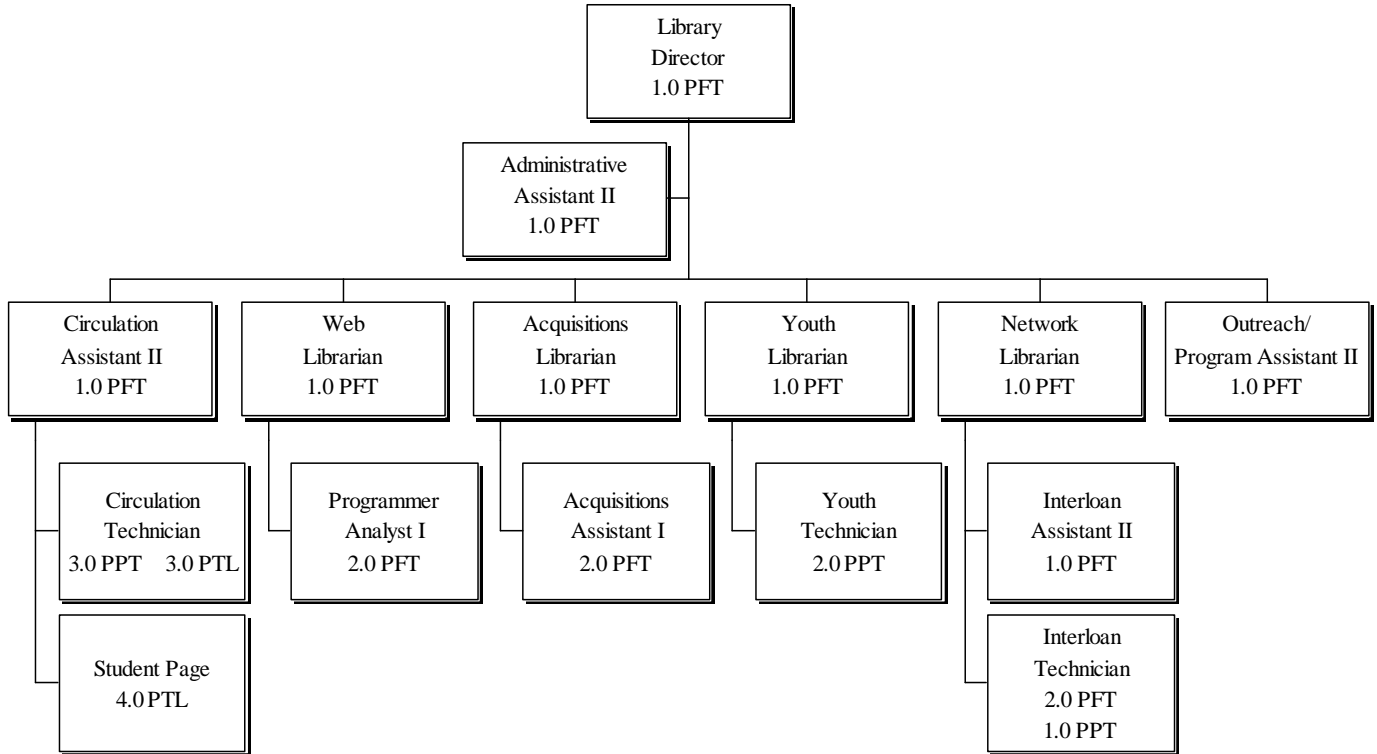 Library
Director
1.0 PFT
Administrative
Assistant II
1.0 PFT
Circulation
Assistant II
1.0 PFT
Web
Librarian
1.0 PFT
Acquisitions
Librarian
1.0 PFT
Youth
Librarian
1.0 PFT
Network
Librarian
1.0 PFT
Outreach/
Program Assistant II
1.0 PFT
Circulation
Technician
3.0 PPT 3.0 PTL
Programmer
Analyst I
2.0 PFT
Acquisitions
Assistant I
2.0 PFT
Youth
Technician
2.0 PPT
Interloan
Assistant II
1.0 PFT
Student Page
4.0 PTL
Interloan
Technician
2.0 PFT
1.0 PPT